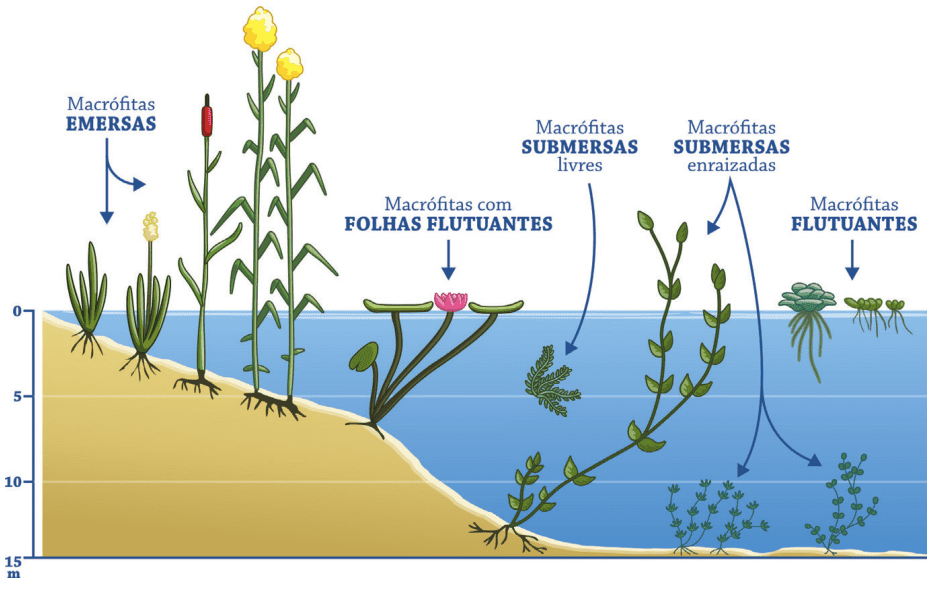 Macrófitas
EMERSAS
Macrófitas com
FOLHAS FLUTUANTES
Macrófitas
SUBMERSAS
livres
Macrófitas
SUBMERSAS
enraizadas
Macrófitas
FLUTUANTES
0
5
10
15
m